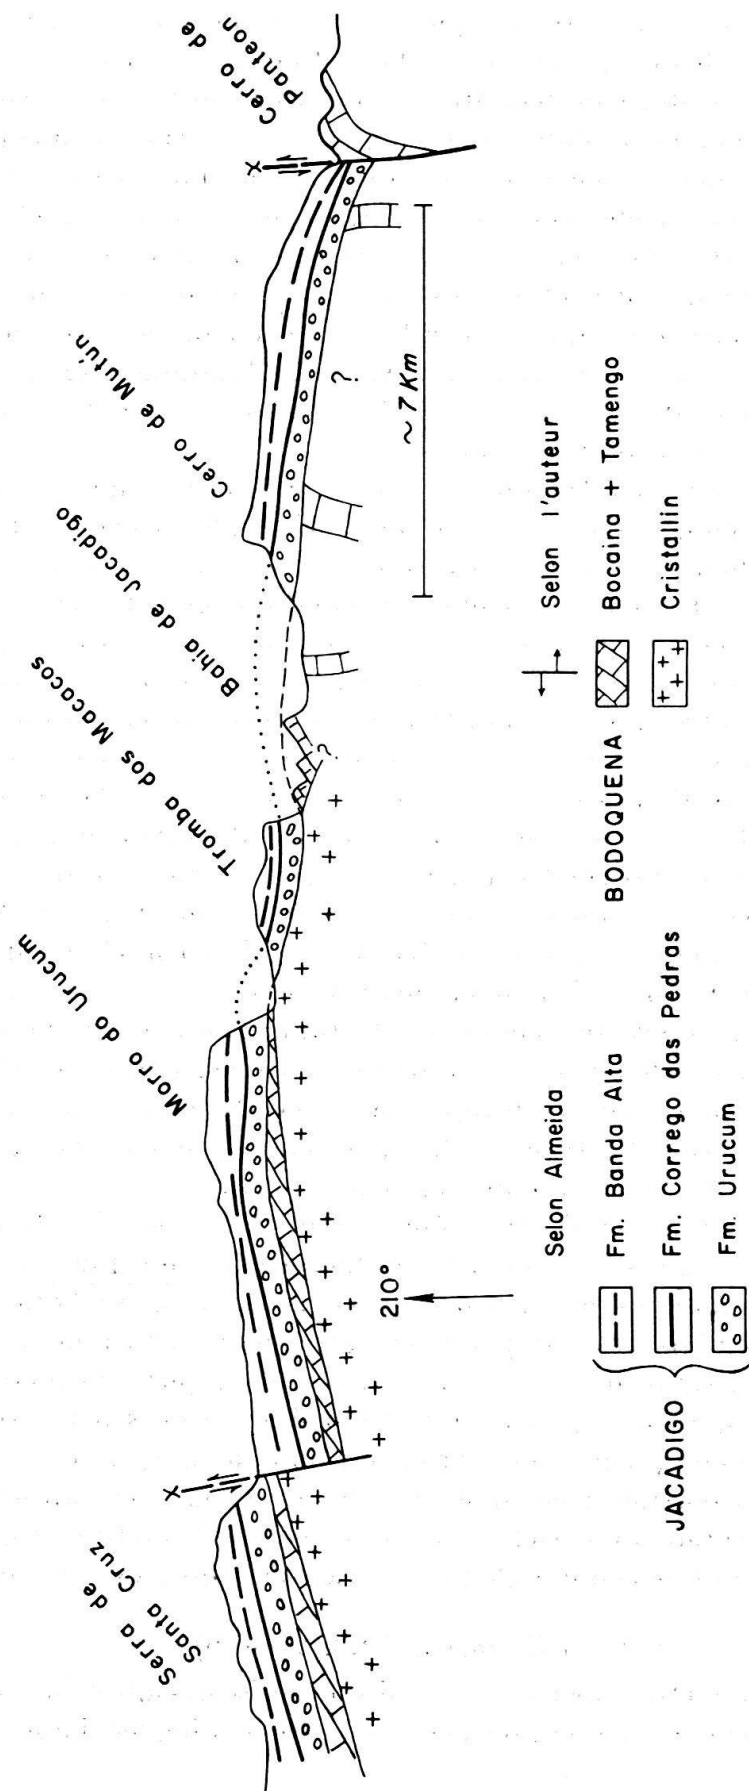 Serra de
Santa Cruz
Morro do Urucum
Tromba dos Macacos
Bahia de Jacadigo
Cerro de Mutún
Cerro de
Panteon
X
X
?
?
210°
~ 7 Km
Selon Almeida
Selon l'auteur
JACADIGO
Fm. Banda Alta
Fm. Corrego das Pedras
Fm. Urucum
BODOQUENA
Bocaina + Tamengo
Cristallin